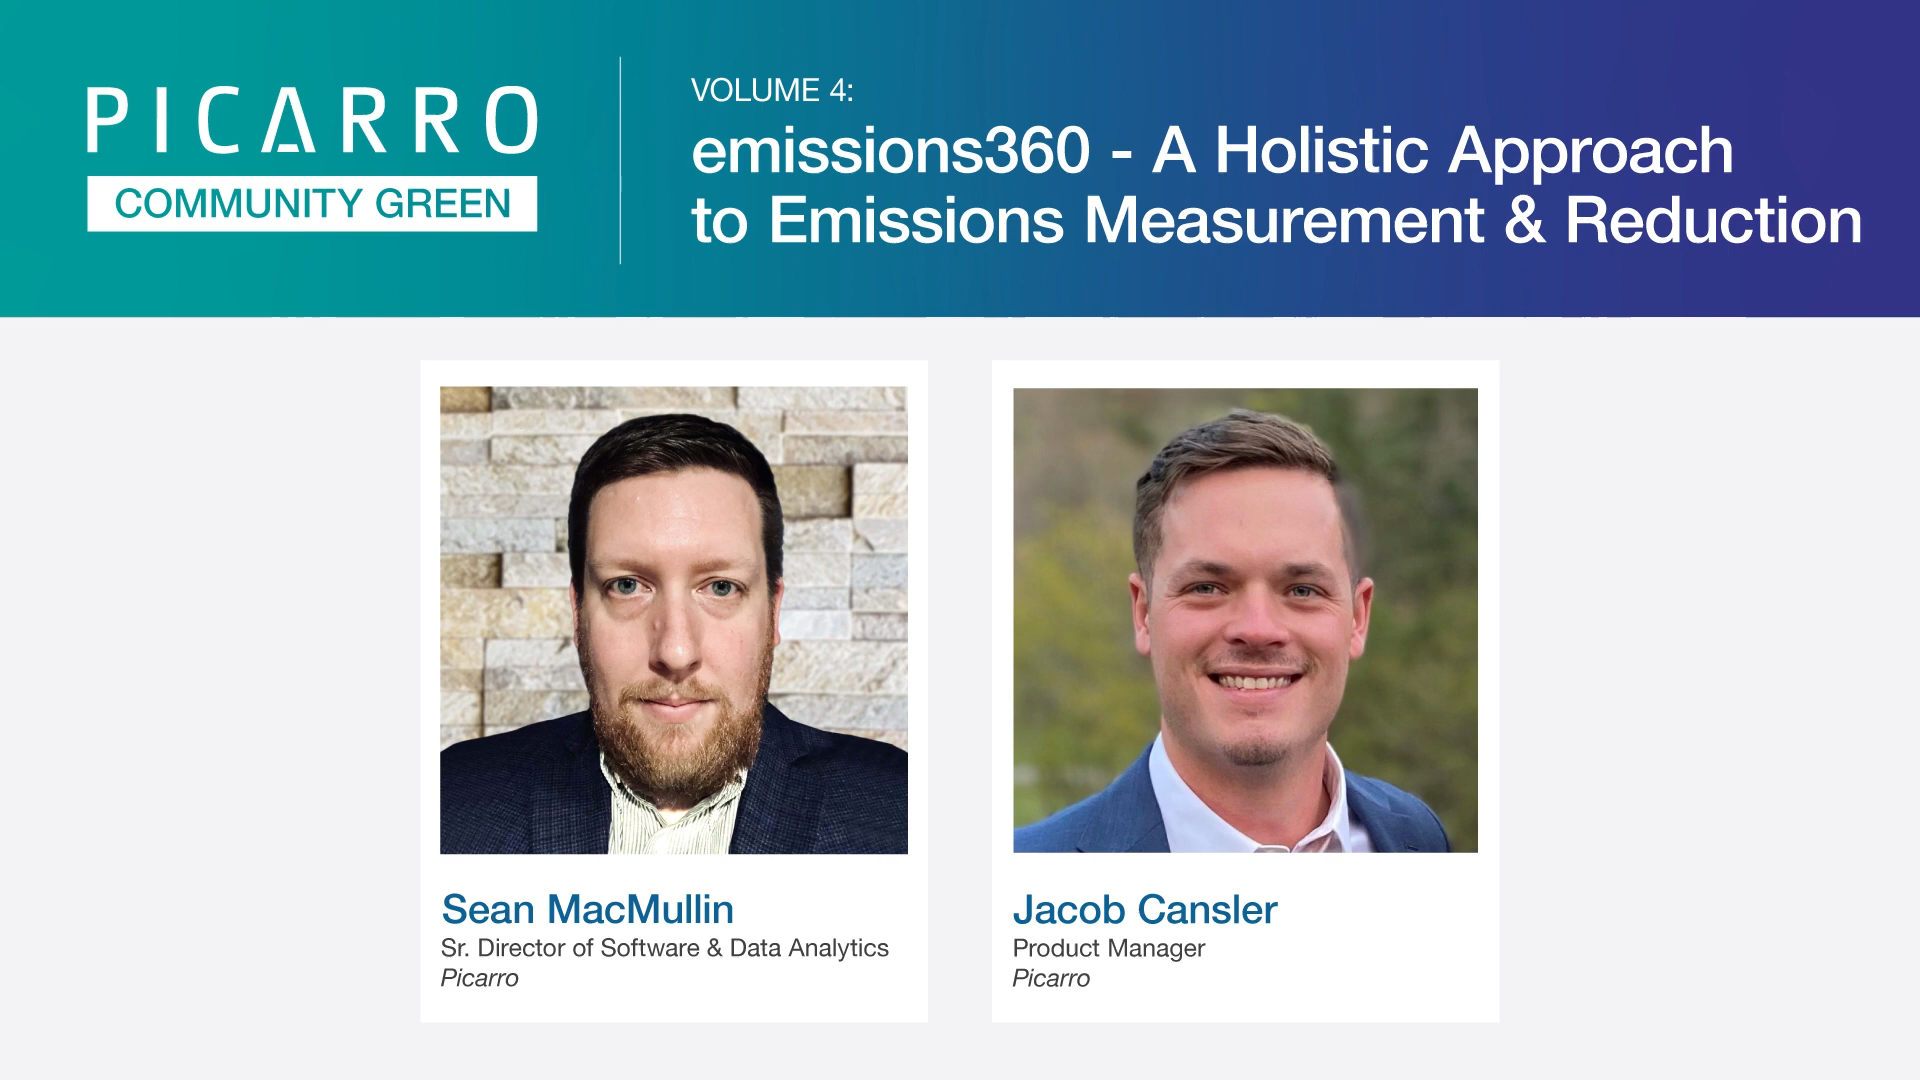 PICARRO
COMMUNITY GREEN
VOLUME 4:
emissions360 - A Holistic Approach
to Emissions Measurement & Reduction
Sean MacMullin
Sr. Director of Software & Data Analytics
Picarro
Jacob Cansler
Product Manager
Picarro